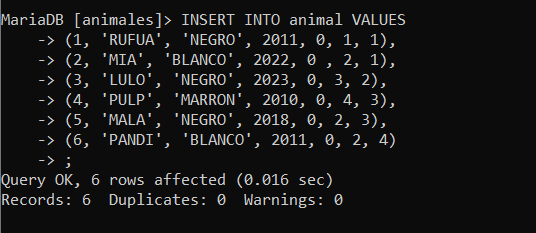 MariaDB [animales]> INSERT INTO animal VALUES
    -> (1, 'RUFUA', 'NEGRO', 2011, 0, 1, 1),
    -> (2, 'MIA', 'BLANCO', 2022, 0 , 2, 1),
    -> (3, 'LULO', 'NEGRO', 2023, 0, 3, 2),
    -> (4, 'PULP', 'MARRON', 2010, 0, 4, 3),
    -> (5, 'MALA', 'NEGRO', 2018, 0, 2, 3),
    -> (6, 'PANDI', 'BLANCO', 2011, 0, 2, 4)
    -> ;
Query OK, 6 rows affected (0.016 sec)
Records: 6  Duplicates: 0  Warnings: 0